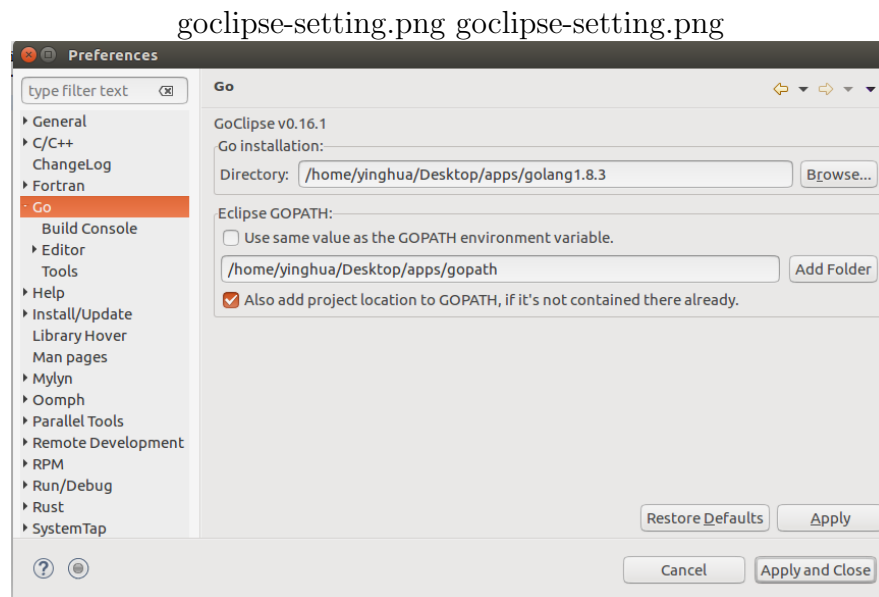 goclipse-setting.png goclipse-setting.png
Preferences
type filter text
General
C/C++
ChangeLog
Fortran
Go
Build Console
Editor
Tools
Help
Install/Update
Library Hover
Man pages
Mylyn
Oomph
Parallel Tools
Remote Development
RPM
Run/Debug
Rust
SystemTap
Go
GoClipse v0.16.1
Go installation:
Directory: /home/yinghua/Desktop/apps/golang1.8.3 Browse...
Eclipse GOPATH:
Use same value as the GOPATH environment variable.
/home/yinghua/Desktop/apps/gopath Add Folder
Also add project location to GOPATH, if it's not contained there already.
Restore Defaults Apply
Cancel Apply and Close